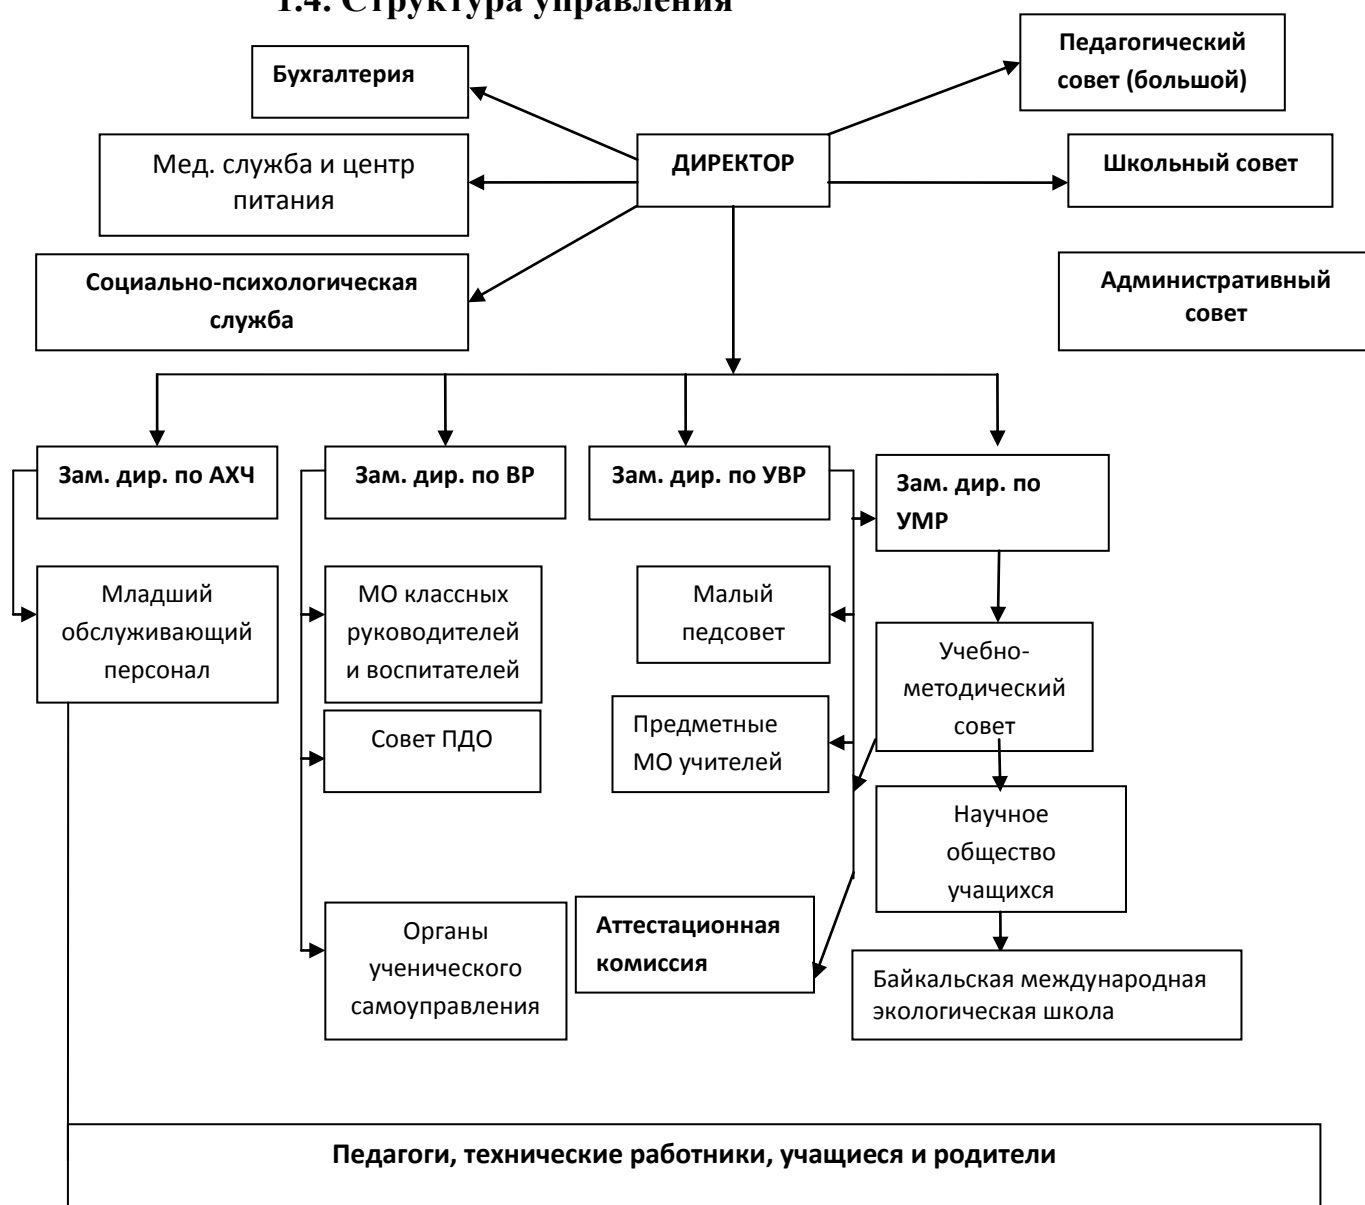 1.4. Структура управления
Бухгалтерия
Педагогический
совет (большой)
Мед. служба и центр
питания
ДИРЕКТОР
Школьный совет
Социально-психологическая
служба
Административный
совет
Зам. дир. по АХЧ
Зам. дир. по ВР
Зам. дир. по УВР
Зам. дир. по
УМР
Младший
обслуживающий
персонал
МО классных
руководителей
и воспитателей
Малый
педсовет
Учебно-
методический
совет
Совет ПДО
Предметные
МО учителей
Научное
общество
учащихся
Органы
ученического
самоуправления
Аттестационная
комиссия
Байкальская международная
экологическая школа
Педагоги, технические работники, учащиеся и родители